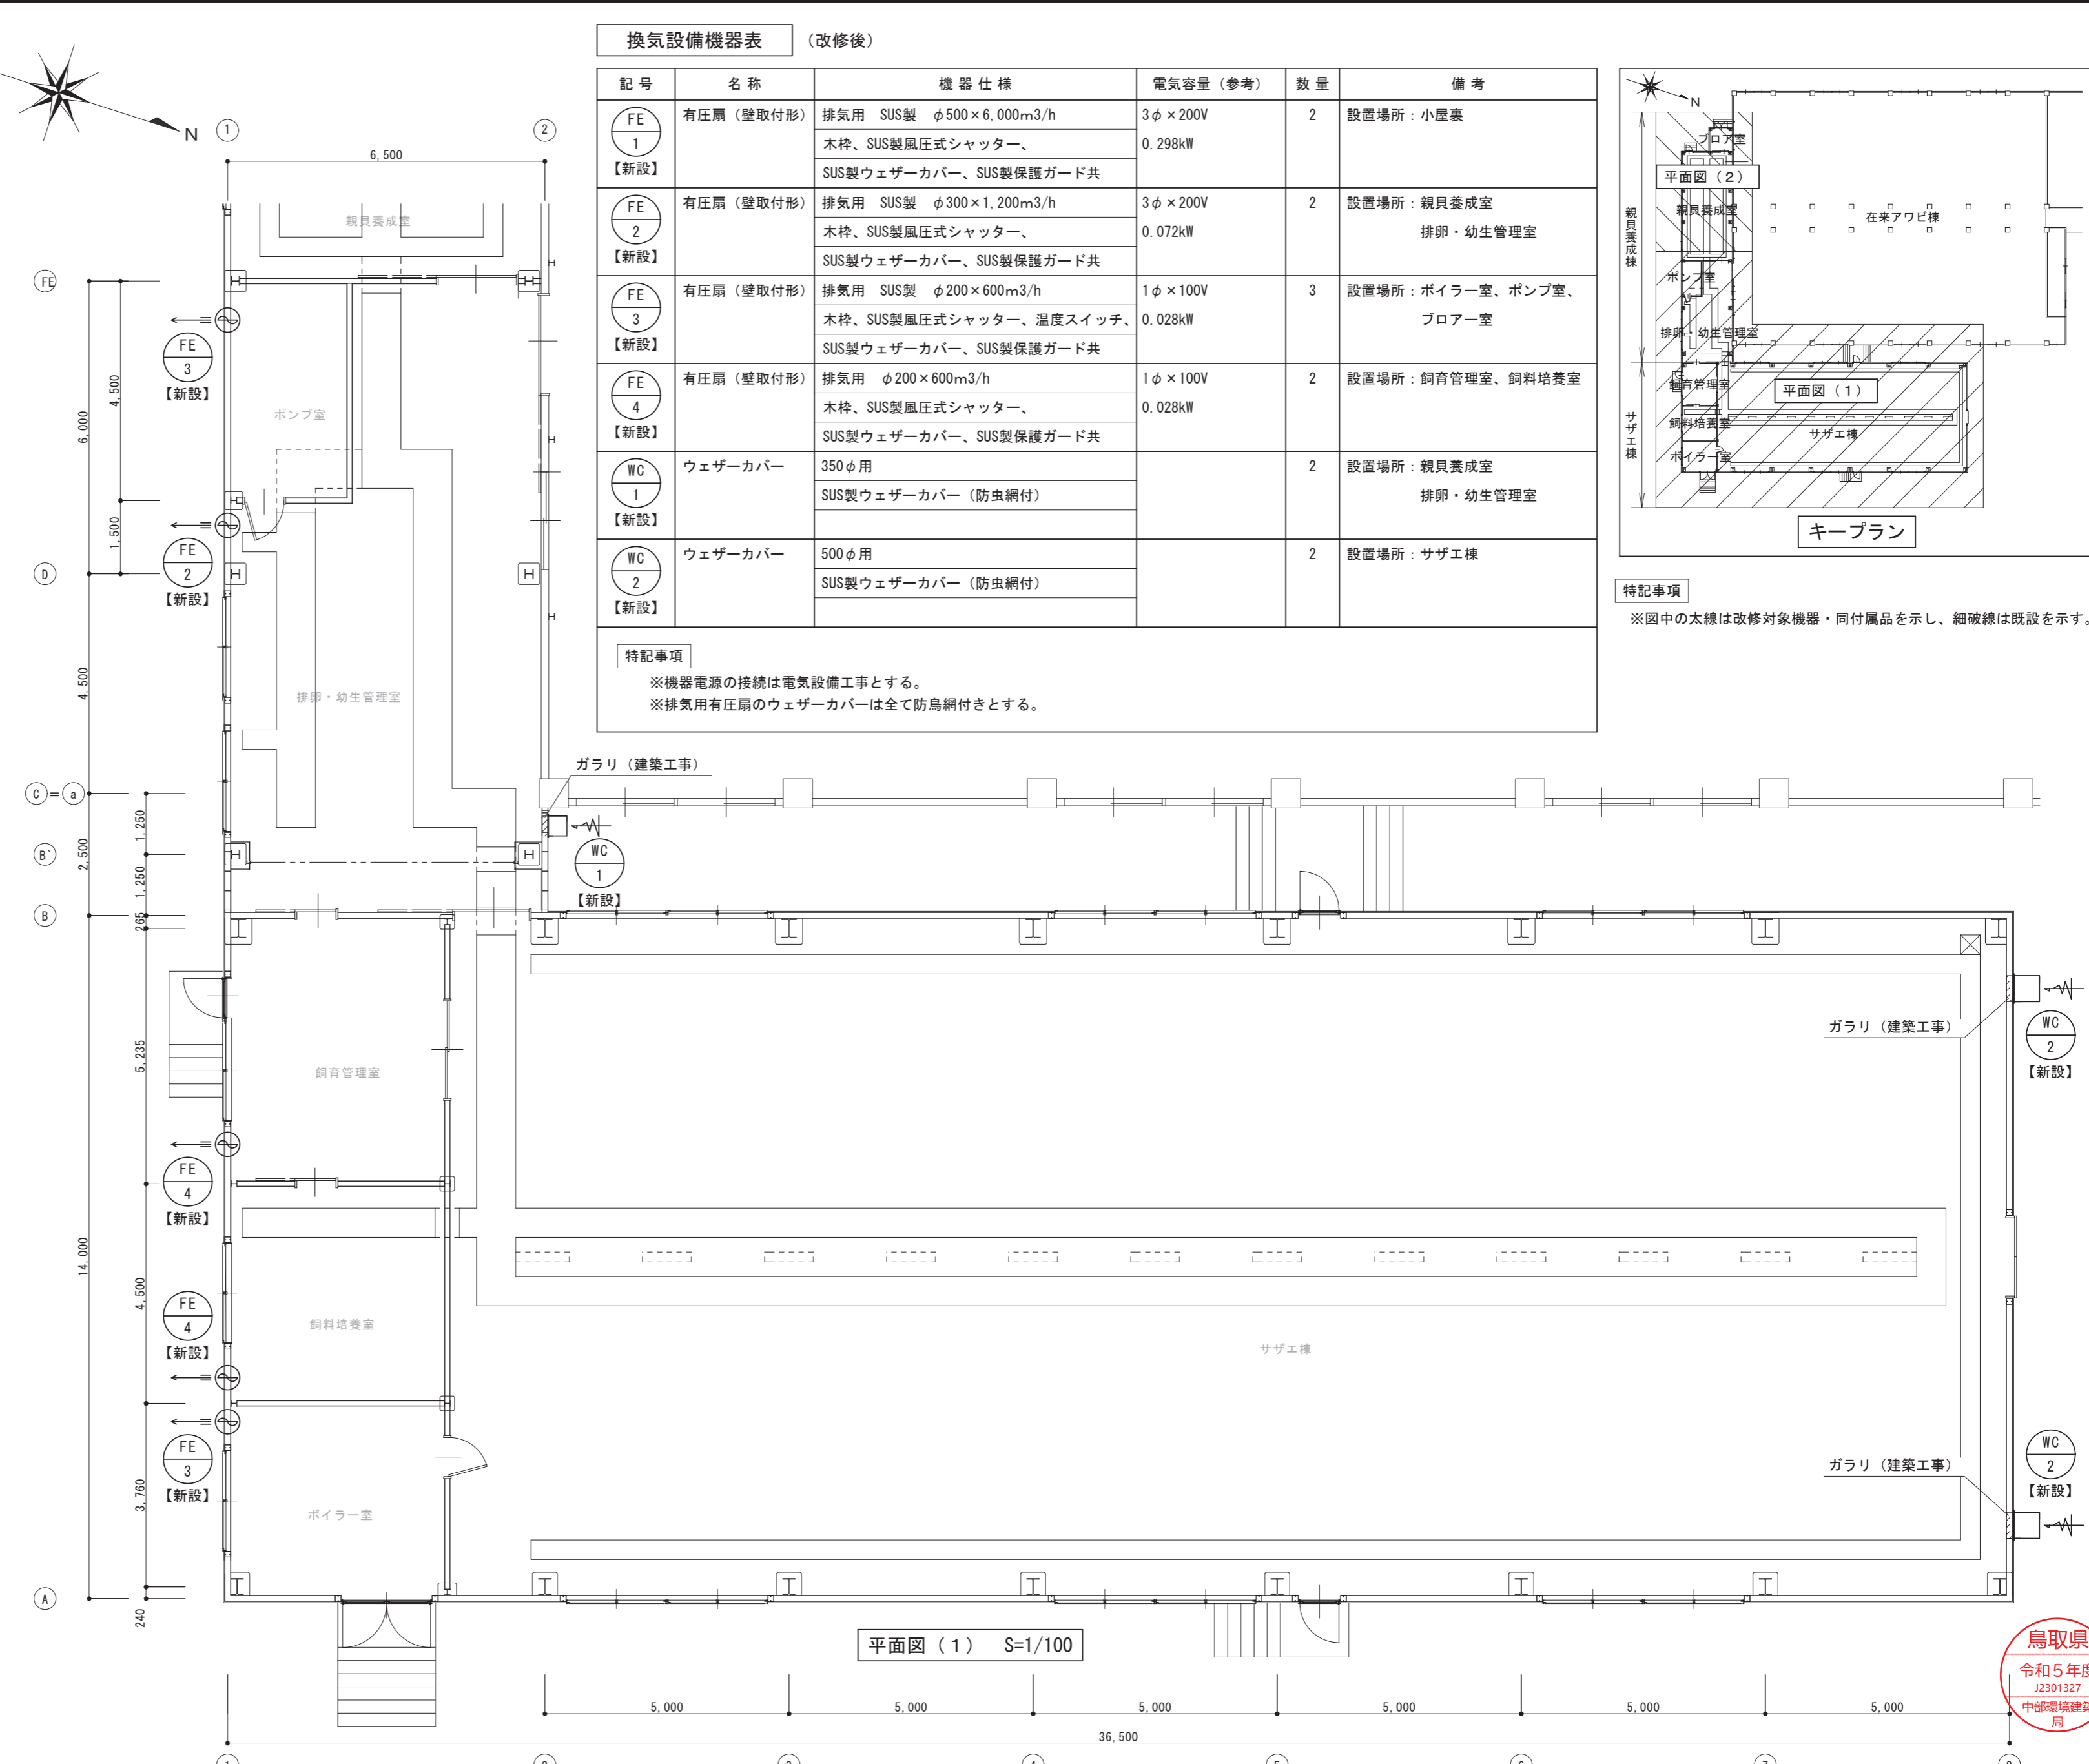 換気設備機器表
（改修後）
記号 名称 機器仕様 電気容量（参考） 数量 備考
FE 1 【新設】
有圧扇（壁取付形） 排気用 SUS製 φ500×6,000m3/h 3φ×200V 2 設置場所：小屋裏
木枠、SUS製風圧式シャッター、 0.298kW
SUS製ウェザーカバー、SUS製保護ガード共
FE 2 【新設】
有圧扇（壁取付形） 排気用 SUS製 φ300×1,200m3/h 3φ×200V 2 設置場所：親貝養成室
木枠、SUS製風圧式シャッター、 0.072kW 排卵・幼生管理室
SUS製ウェザーカバー、SUS製保護ガード共
FE 3 【新設】
有圧扇（壁取付形） 排気用 SUS製 φ200×600m3/h 1φ×100V 3 設置場所：ボイラー室、ポンプ室、
木枠、SUS製風圧式シャッター、温度スイッチ、 0.028kW ブロアー室
SUS製ウェザーカバー、SUS製保護ガード共
FE 4 【新設】
有圧扇（壁取付形） 排気用 φ200×600m3/h 1φ×100V 2 設置場所：飼育管理室、飼料培養室
木枠、SUS製風圧式シャッター、 0.028kW
SUS製ウェザーカバー、SUS製保護ガード共
WC 1 【新設】
ウェザーカバー 350φ用 2 設置場所：親貝養成室
SUS製ウェザーカバー（防虫網付） 排卵・幼生管理室
WC 2 【新設】
ウェザーカバー 500φ用 2 設置場所：サザエ棟
SUS製ウェザーカバー（防虫網付）
特記事項
※機器電源の接続は電気設備工事とする。
※排気用有圧扇のウェザーカバーは全て防鳥網付きとする。
N
ブロア室
平面図（２）
親貝養成室
在来アワビ棟
親貝養成棟
ポンプ室
排卵・幼生管理室
飼育管理室
平面図（１）
飼料培養室
サザエ棟
ボイラー室
サザエ棟
キープラン
特記事項
※図中の太線は改修対象機器・同付属品を示し、細破線は既設を示す。
N
1
2
6,500
親貝養成室
FE
FE 3 【新設】
ポンプ室
4,500
6,000
1,500
FE 2 【新設】
D
排卵・幼生管理室
4,500
ガラリ（建築工事）
C = a
1,250
WC 1 【新設】
B`
2,500
1,250
B
265
ガラリ（建築工事）
WC 2 【新設】
5,235
飼育管理室
FE 4 【新設】
14,000
4,500
FE 4 【新設】
飼料培養室
サザエ棟
FE 3 【新設】
ガラリ（建築工事）
WC 2 【新設】
3,760
ボイラー室
A
240
平面図（１） S=1/100
5,000 5,000 5,000 5,000 5,000 5,000
36,500
鳥取県
令和５年度
J2301327
中部環境建築
局